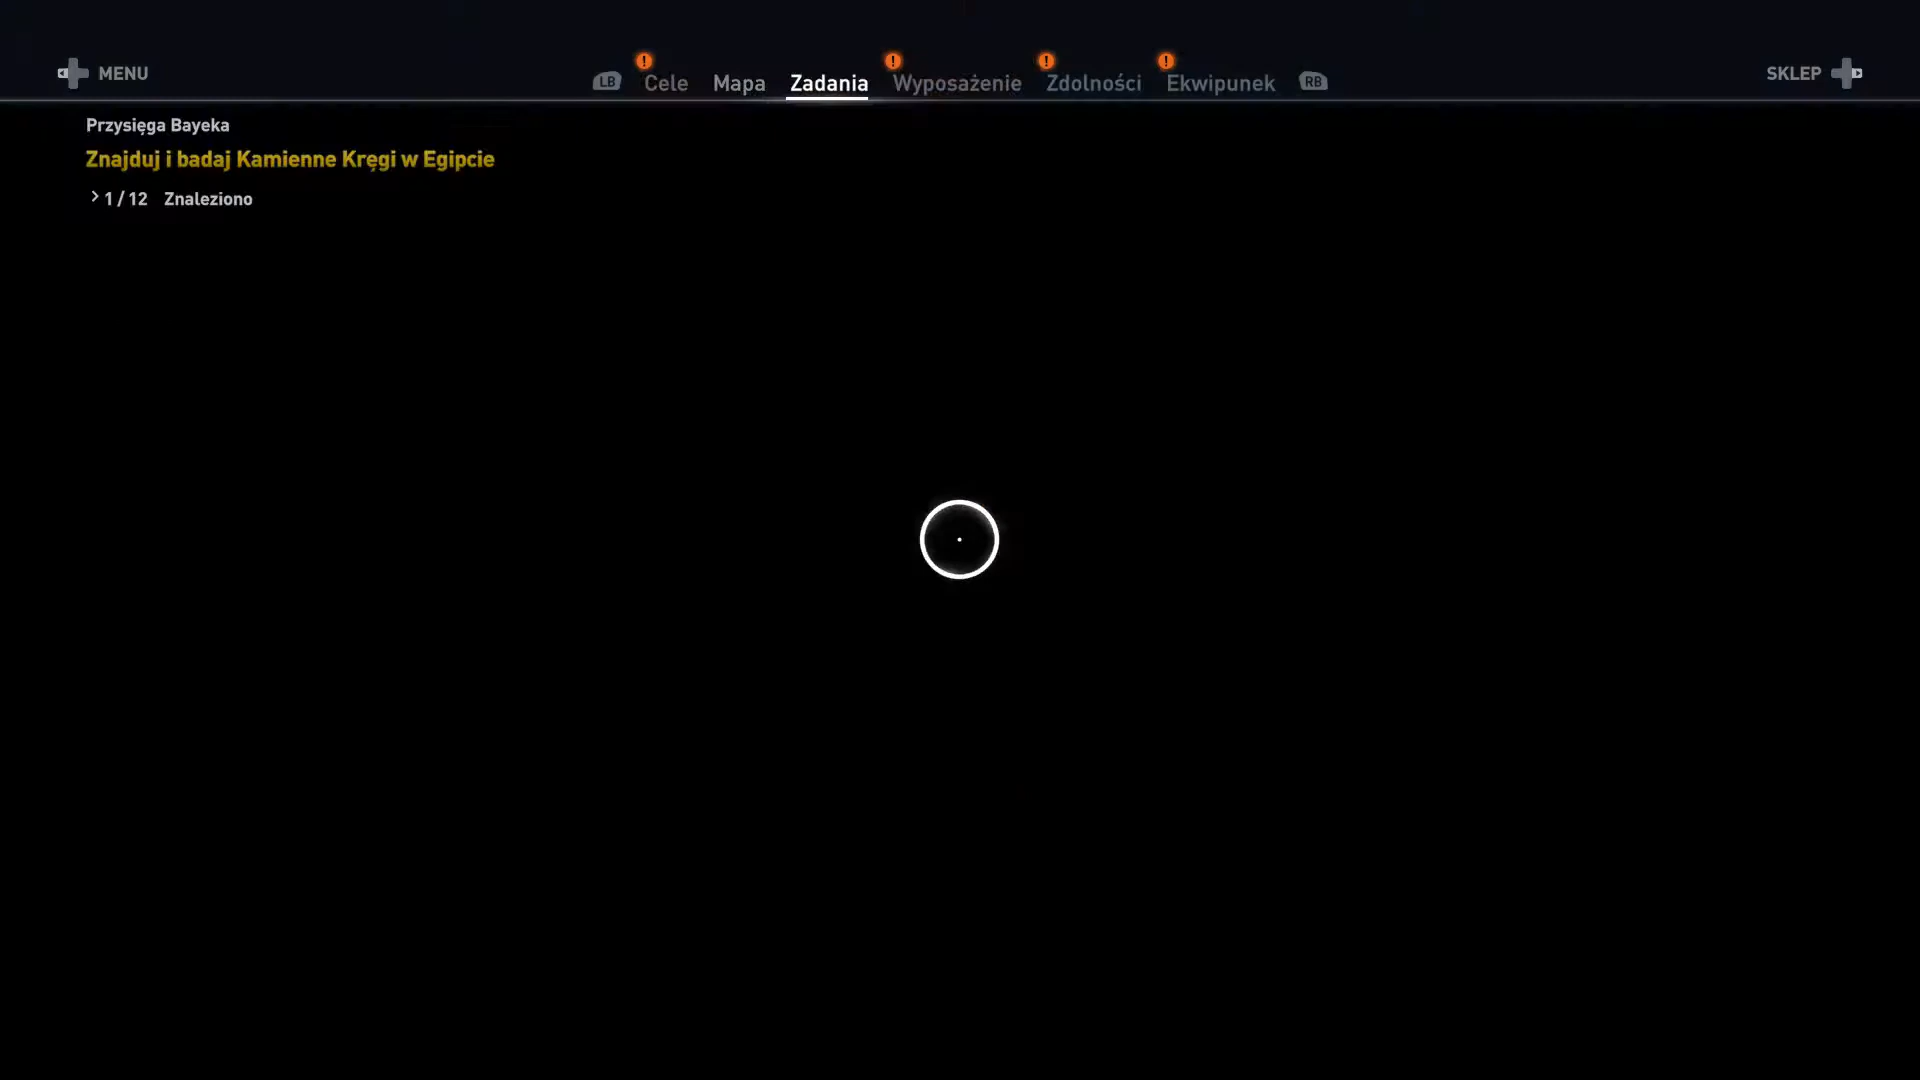 MENU
LB Cele Mapa Zadania Wyposażenie Zdolności Ekwipunek RB
SKLEP
Przysięga Bayeka
Znajduj i badaj Kamienne Kręgi w Egipcie
> 1 / 12 Znaleziono